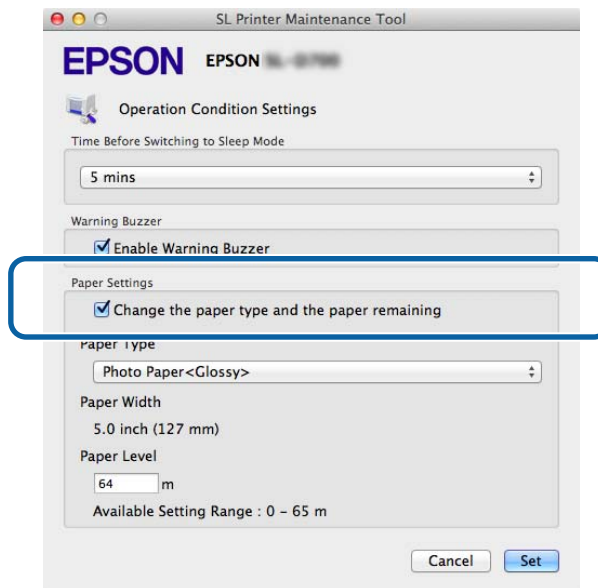 SL Printer Maintenance Tool
EPSON EPSON
Operation Condition Settings
Time Before Switching to Sleep Mode
5 mins
Warning Buzzer
Enable Warning Buzzer
Paper Settings
Change the paper type and the paper remaining
Paper Type
Photo Paper<Glossy>
Paper Width
5.0 inch (127 mm)
Paper Level
64 m
Available Setting Range : 0 – 65 m
Cancel Set